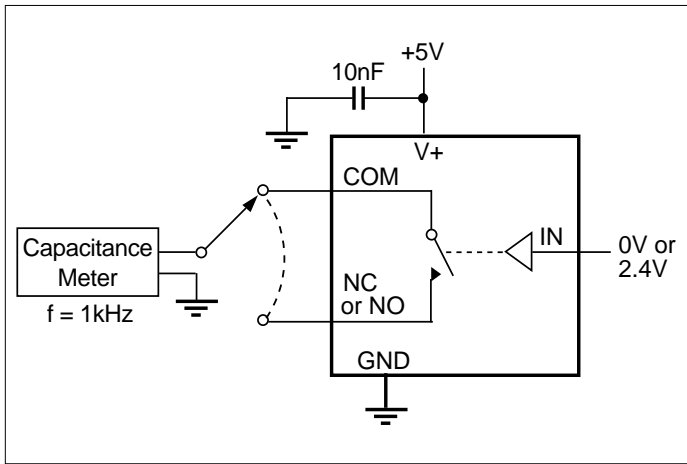 +5V
10nF
V+
COM
IN
0V or
2.4V
Capacitance
Meter
f = 1kHz
NC
or NO
GND